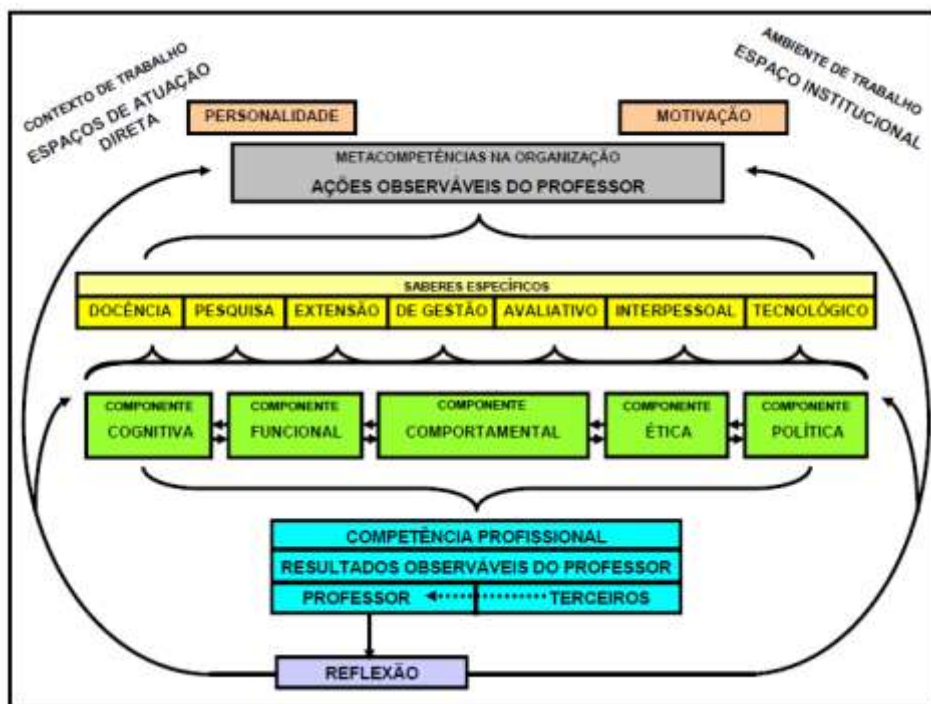 CONTEXTO DE TRABALHO
ESPAÇOS DE ATUAÇÃO
DIRETA
AMBIENTE DE TRABALHO
ESPAÇO INSTITUCIONAL
PERSONALIDADE
MOTIVAÇÃO
METACOMPETÊNCIAS NA ORGANIZAÇÃO
AÇÕES OBSERVÁVEIS DO PROFESSOR
SABERES ESPECÍFICOS
DOCÊNCIA PESQUISA EXTENSÃO DE GESTÃO AVALIATIVO INTERPESSOAL TECNOLÓGICO
COMPONENTE
COGNITIVA
COMPONENTE
FUNCIONAL
COMPONENTE
COMPORTAMENTAL
COMPONENTE
ÉTICA
COMPONENTE
POLÍTICA
COMPETÊNCIA PROFISSIONAL
RESULTADOS OBSERVÁVEIS DO PROFESSOR
PROFESSOR TERCEIROS
REFLEXÃO